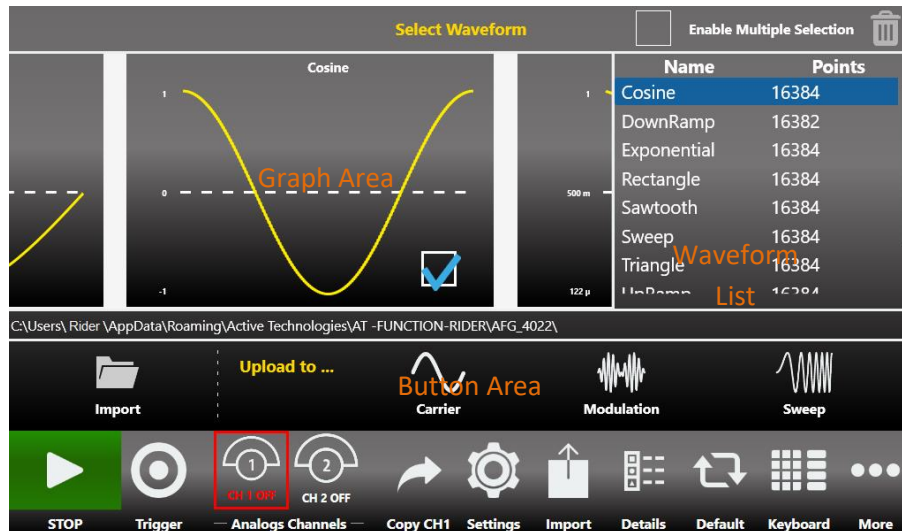 Select Waveform
Enable Multiple Selection
Cosine
1
0
-1
Graph Area
1
500 m
122 µ
Name Points
Cosine 16384
DownRamp 16382
Exponential 16384
Rectangle 16384
Sawtooth 16384
Sweep 16384
Triangle 16384
UpRamp 16384
Waveform
List
C:\Users\ Rider \AppData\Roaming\Active Technologies\AT -FUNCTION-RIDER\AFG_4022\
Import
Upload to ...
Button Area
Carrier
Modulation
Sweep
1
CH 1 OFF
2
CH 2 OFF
STOP
Trigger
Analogs Channels
Copy CH1
Settings
Import
Details
Default
Keyboard
More